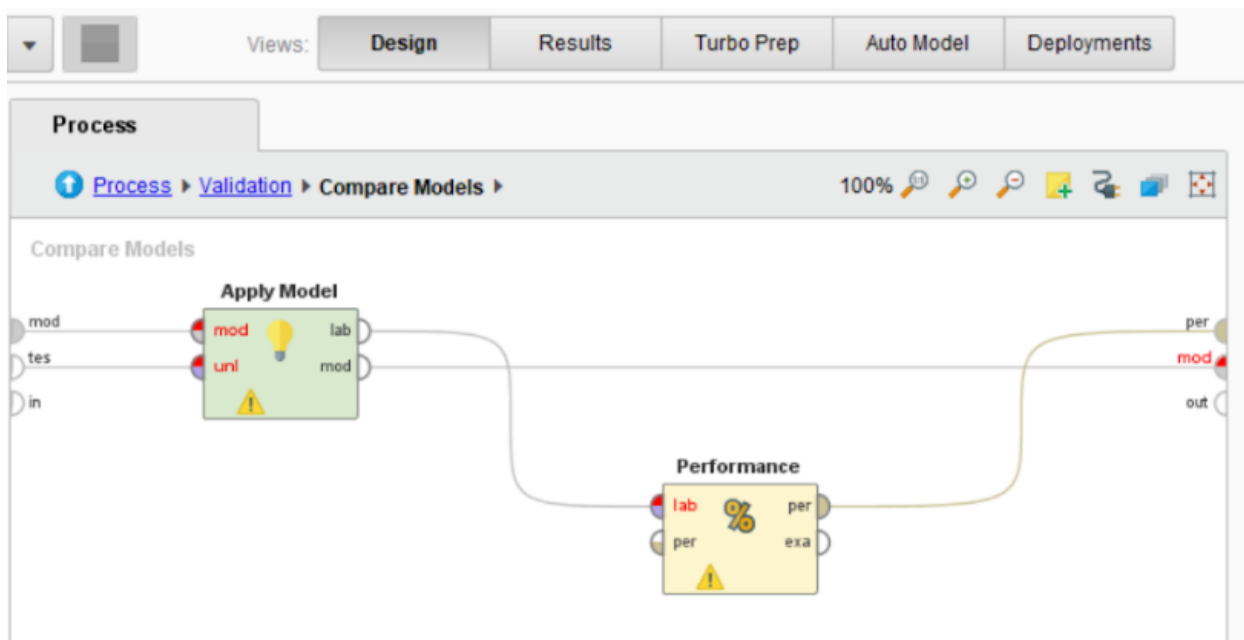 Views: Design Results Turbo Prep Auto Model Deployments
Process
Process Validation Compare Models 100%
Compare Models
Apply Model
mod mod lab per
tes unl mod mod
in out
Performance
lab % per
per exa